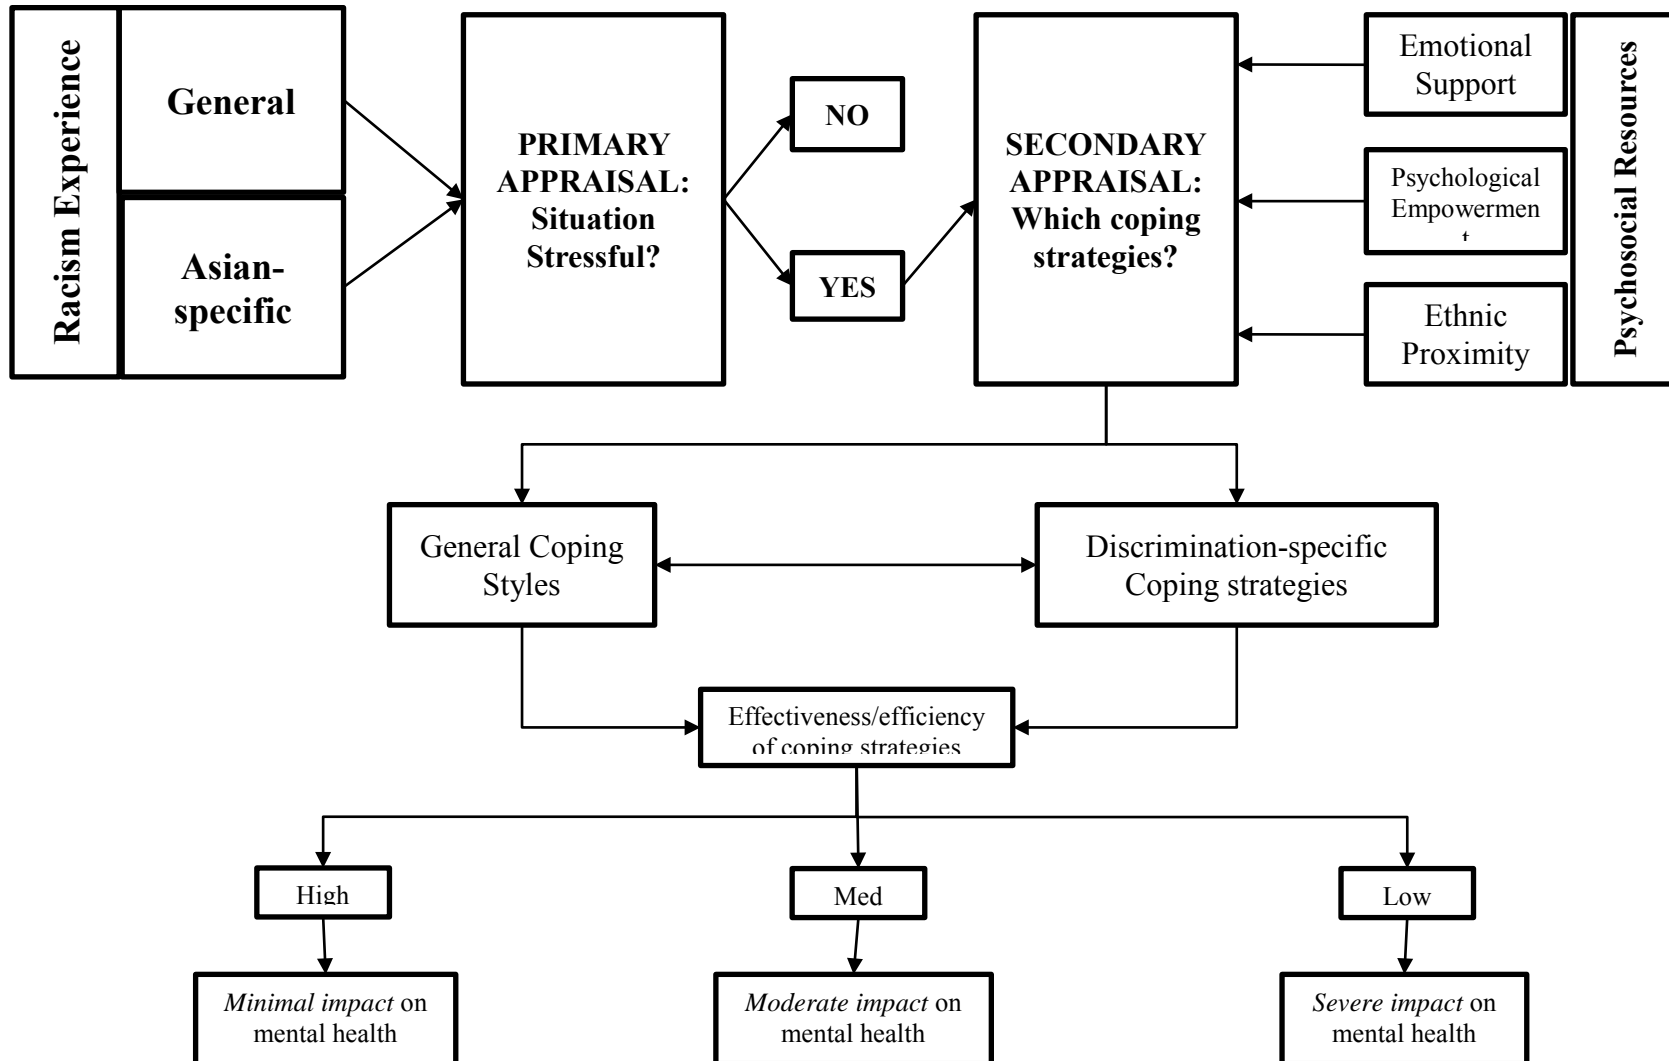 Racism Experience
General
Asian-
specific
PRIMARY
APPRAISAL:
Situation
Stressful?
NO
YES
SECONDARY
APPRAISAL:
Which coping
strategies?
Emotional
Support
Psychological
Empowermen
t
Ethnic
Proximity
Psychosocial Resources
General Coping
Styles
Discrimination-specific
Coping strategies
Effectiveness/efficiency
of coping strategies
High
Med
Low
Minimal impact on
mental health
Moderate impact on
mental health
Severe impact on
mental health